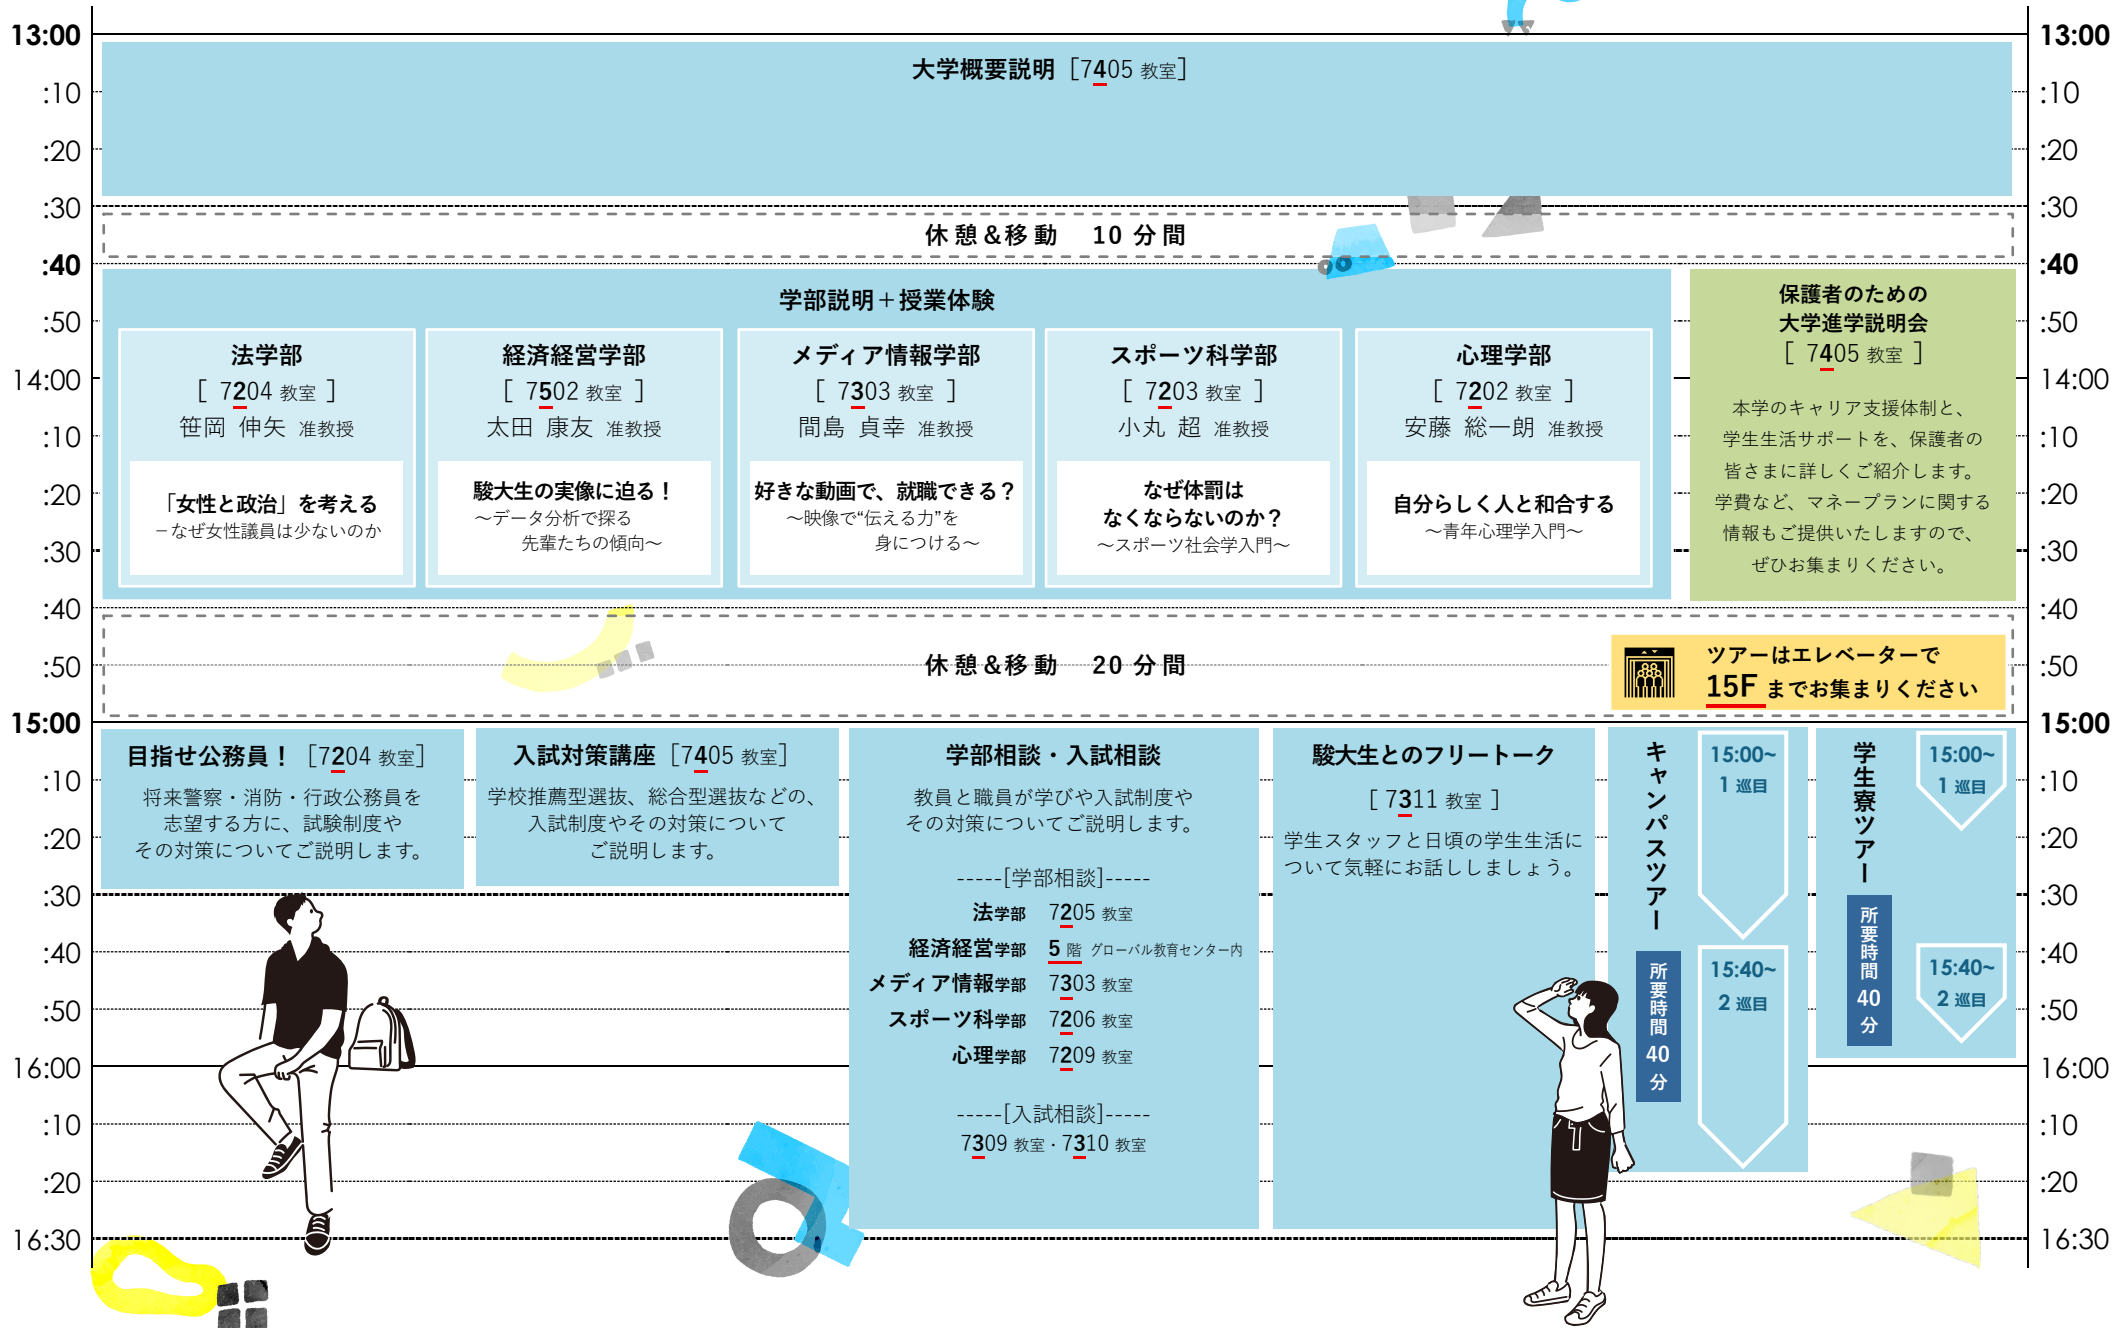 13:00
:10
:20
:30
:40
:50
14:00
:10
:20
:30
:40
:50
15:00
:10
:20
:30
:40
:50
16:00
:10
:20
16:30
大学概要説明 [7405 教室]
休憩&移動 10 分間
学部説明+授業体験
法学部
[ 7204 教室 ]
笹岡 伸矢 准教授
「女性と政治」を考える
−なぜ女性議員は少ないのか
経済経営学部
[ 7502 教室 ]
太田 康友 准教授
駿大生の実像に迫る!
〜データ分析で探る
先輩たちの傾向〜
メディア情報学部
[ 7303 教室 ]
間島 貞幸 准教授
好きな動画で、就職できる?
〜映像で“伝える力”を
身につける〜
スポーツ科学部
[ 7203 教室 ]
小丸 超 准教授
なぜ体罰は
なくならないのか?
〜スポーツ社会学入門〜
心理学部
[ 7202 教室 ]
安藤 総一朗 准教授
自分らしく人と和合する
〜青年心理学入門〜
保護者のための
大学進学説明会
[ 7405 教室 ]
本学のキャリア支援体制と、
学生生活サポートを、保護者の
皆さまに詳しくご紹介します。
学費など、マネープランに関する
情報もご提供いたしますので、
ぜひお集まりください。
休憩&移動 20 分間
ツアーはエレベーターで
15F までお集まりください
目指せ公務員! [7204 教室]
将来警察・消防・行政公務員を
志望する方に、試験制度や
その対策についてご説明します。
入試対策講座 [7405 教室]
学校推薦型選抜、総合型選抜などの、
入試制度やその対策について
ご説明します。
学部相談・入試相談
教員と職員が学びや入試制度や
その対策についてご説明します。
-----[学部相談]-----
法学部 7205 教室
経済経営学部 5 階 グローバル教育センター内
メディア情報学部 7303 教室
スポーツ科学部 7206 教室
心理学部 7209 教室
-----[入試相談]-----
7309 教室・7310 教室
駿大生とのフリートーク
[ 7311 教室 ]
学生スタッフと日頃の学生生活に
ついて気軽にお話ししましょう。
キャンパスツアー
所要時間 40 分
15:00~
1 巡目
15:40~
2 巡目
学生寮ツアー
所要時間 40 分
15:00~
1 巡目
15:40~
2 巡目
13:00
:10
:20
:30
:40
:50
14:00
:10
:20
:30
:40
:50
15:00
:10
:20
:30
:40
:50
16:00
:10
:20
16:30